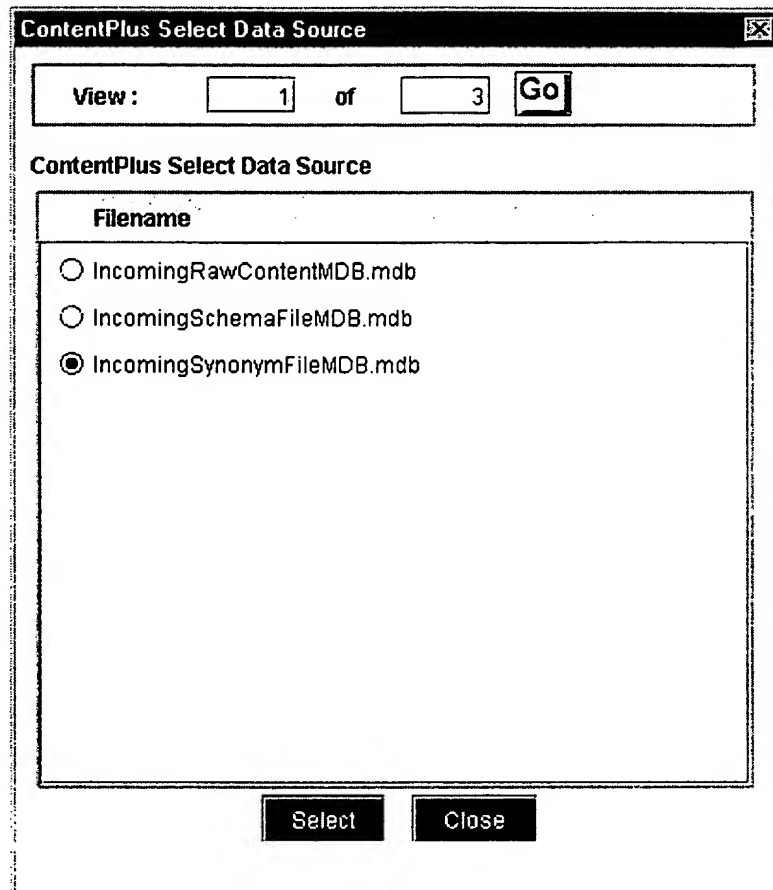 ContentPlus Select Data Source
View : 1 of 3 Go
ContentPlus Select Data Source
Filename
IncomingRawContentMDB.mdb
IncomingSchemaFileMDB.mdb
IncomingSynonymFileMDB.mdb
Select Close